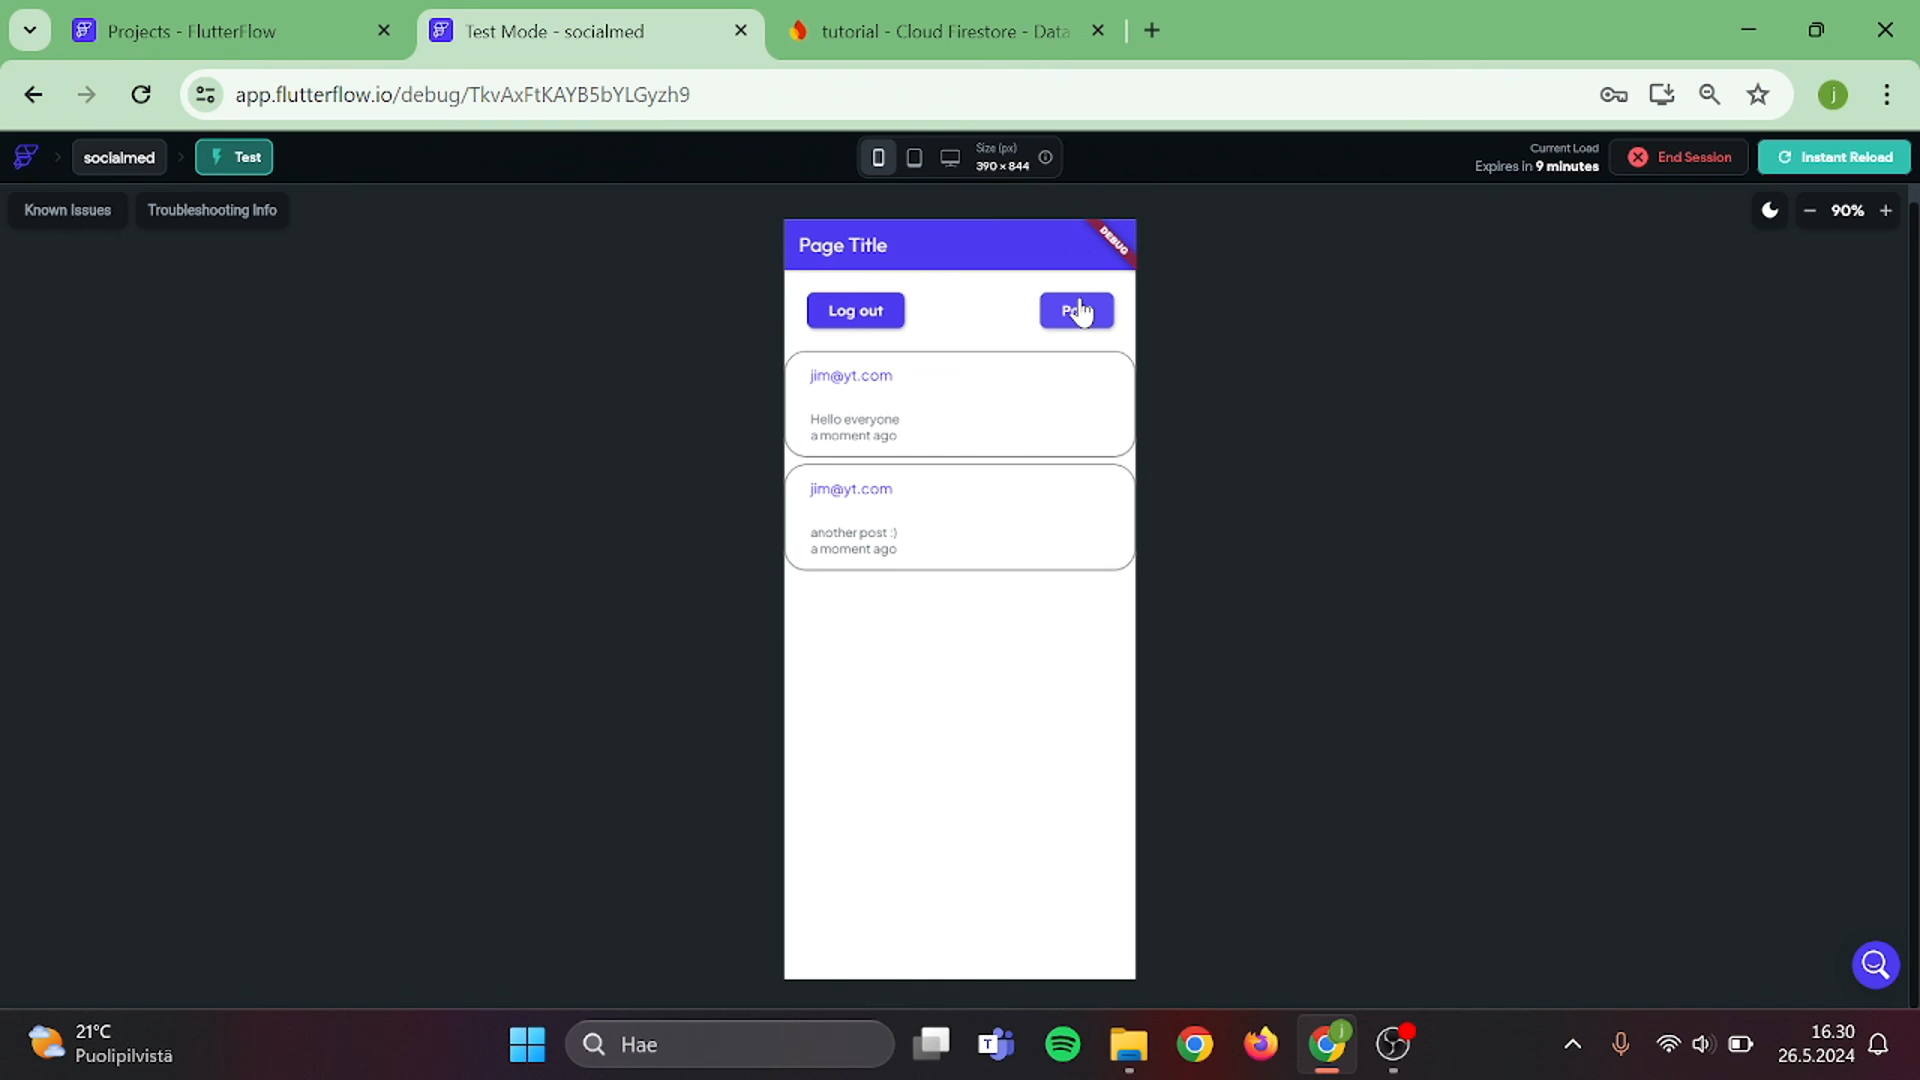 Projects - FlutterFlow
Test Mode - socialmed
tutorial - Cloud Firestore - Data
app.flutterflow.io/debug/TkvAxFtKAYB5bYLGyzh9
j
socialmed
Test
Size (px)
390 × 844
Current Load
Expires in 9 minutes
End Session
Instant Reload
Known Issues
Troubleshooting Info
90%
Page Title
DEBUG
Log out
jim@yt.com
Hello everyone
a moment ago
jim@yt.com
another post :)
a moment ago
21°C
Puolipilvistä
Hae
16.30
26.5.2024